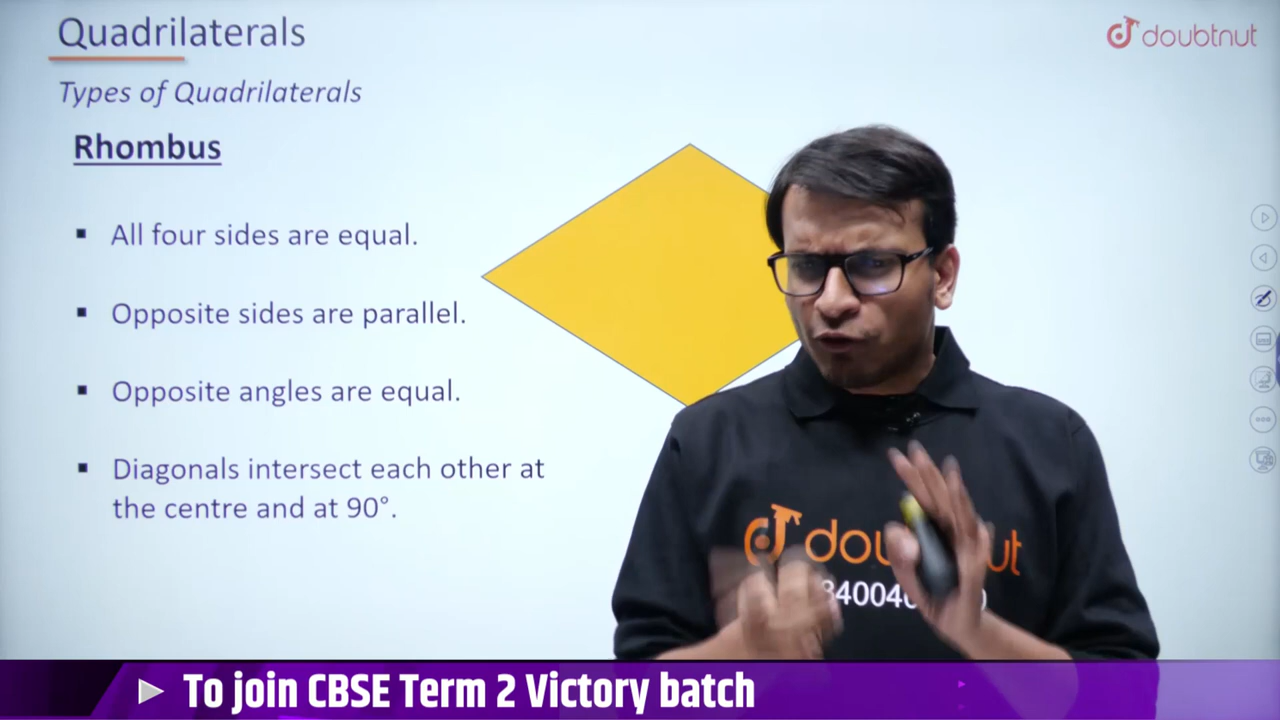 Quadrilaterals
doubtnut
Types of Quadrilaterals
Rhombus
▪ All four sides are equal.
▪ Opposite sides are parallel.
▪ Opposite angles are equal.
▪ Diagonals intersect each other at
the centre and at 90°.
To join CBSE Term 2 Victory batch